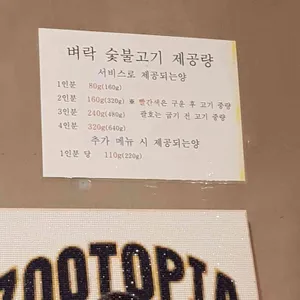 벼락 숯불고기 제공량
서비스로 제공되는양
1인분 80g(160g)
2인분 160g(320g) ※ 빨간색은 구운 후 고기 중량
3인분 240g(480g) 괄호는 굽기 전 고기 중량
4인분 320g(640g)
추가 메뉴 시 제공되는양
1인분 당 110g(220g)
ZOOTOPIA